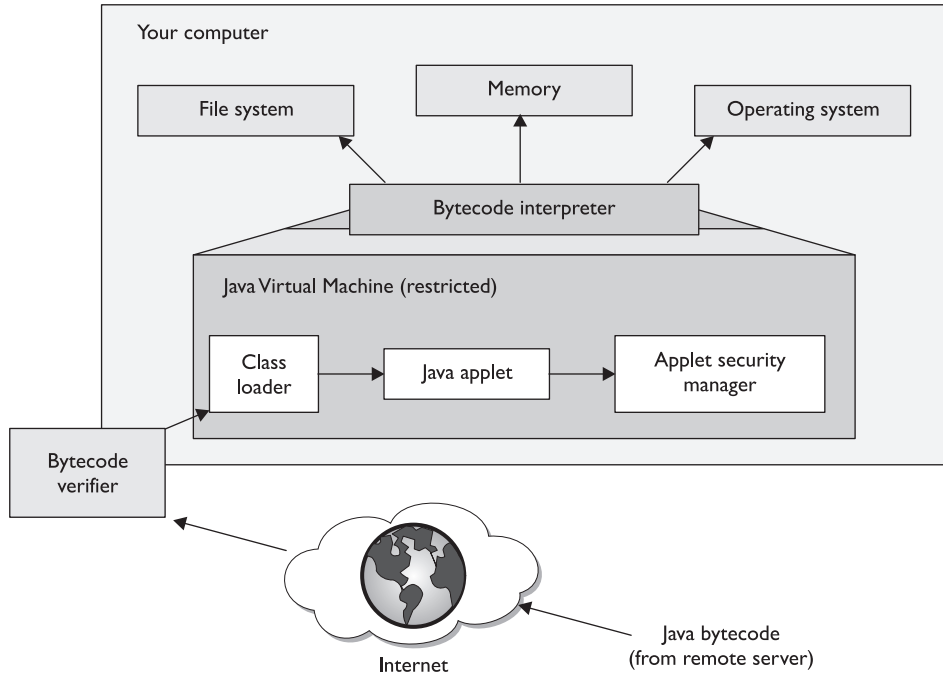 Your computer
File system
Memory
Operating system
Bytecode interpreter
Java Virtual Machine (restricted)
Class
loader
Java applet
Applet security
manager
Bytecode
verifier
Internet
Java bytecode
(from remote server)